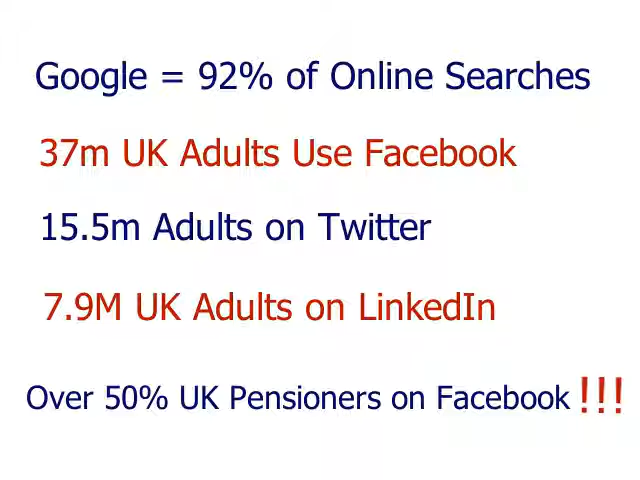 Google = 92% of Online Searches
37m UK Adults Use Facebook
15.5m Adults on Twitter
7.9M UK Adults on LinkedIn
Over 50% UK Pensioners on Facebook!!!